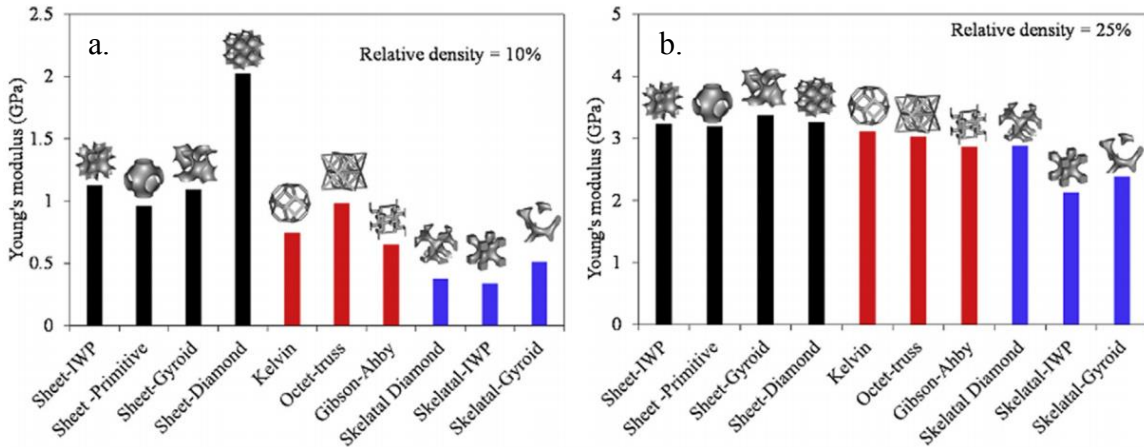 a.
Relative density = 10%
Young's modulus (GPa)
2.5
2
1.5
1
0.5
0
Sheet-IWP
Sheet -Primitive
Sheet-Gyroid
Sheet-Diamond
Kelvin
Octet-truss
Gibson-Ahby
Skelatal Diamond
Skelatal-IWP
Skelatal-Gyroid
b.
Relative density = 25%
Young's modulus (GPa)
5
4
3
2
1
0
Sheet-IWP
Sheet -Primitive
Sheet-Gyroid
Sheet-Diamond
Kelvin
Octet-truss
Gibson-Ahby
Skelatal Diamond
Skelatal-IWP
Skelatal-Gyroid